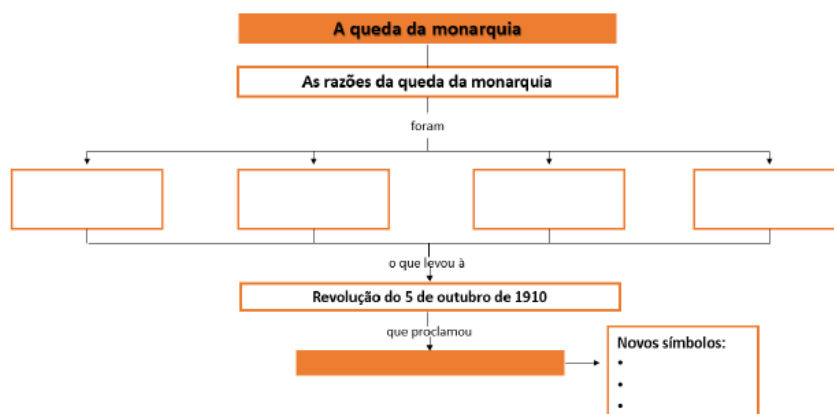 A queda da monarquia
As razões da queda da monarquia
foram
o que levou à
Revolução do 5 de outubro de 1910
que proclamou
Novos símbolos:
•
•
•